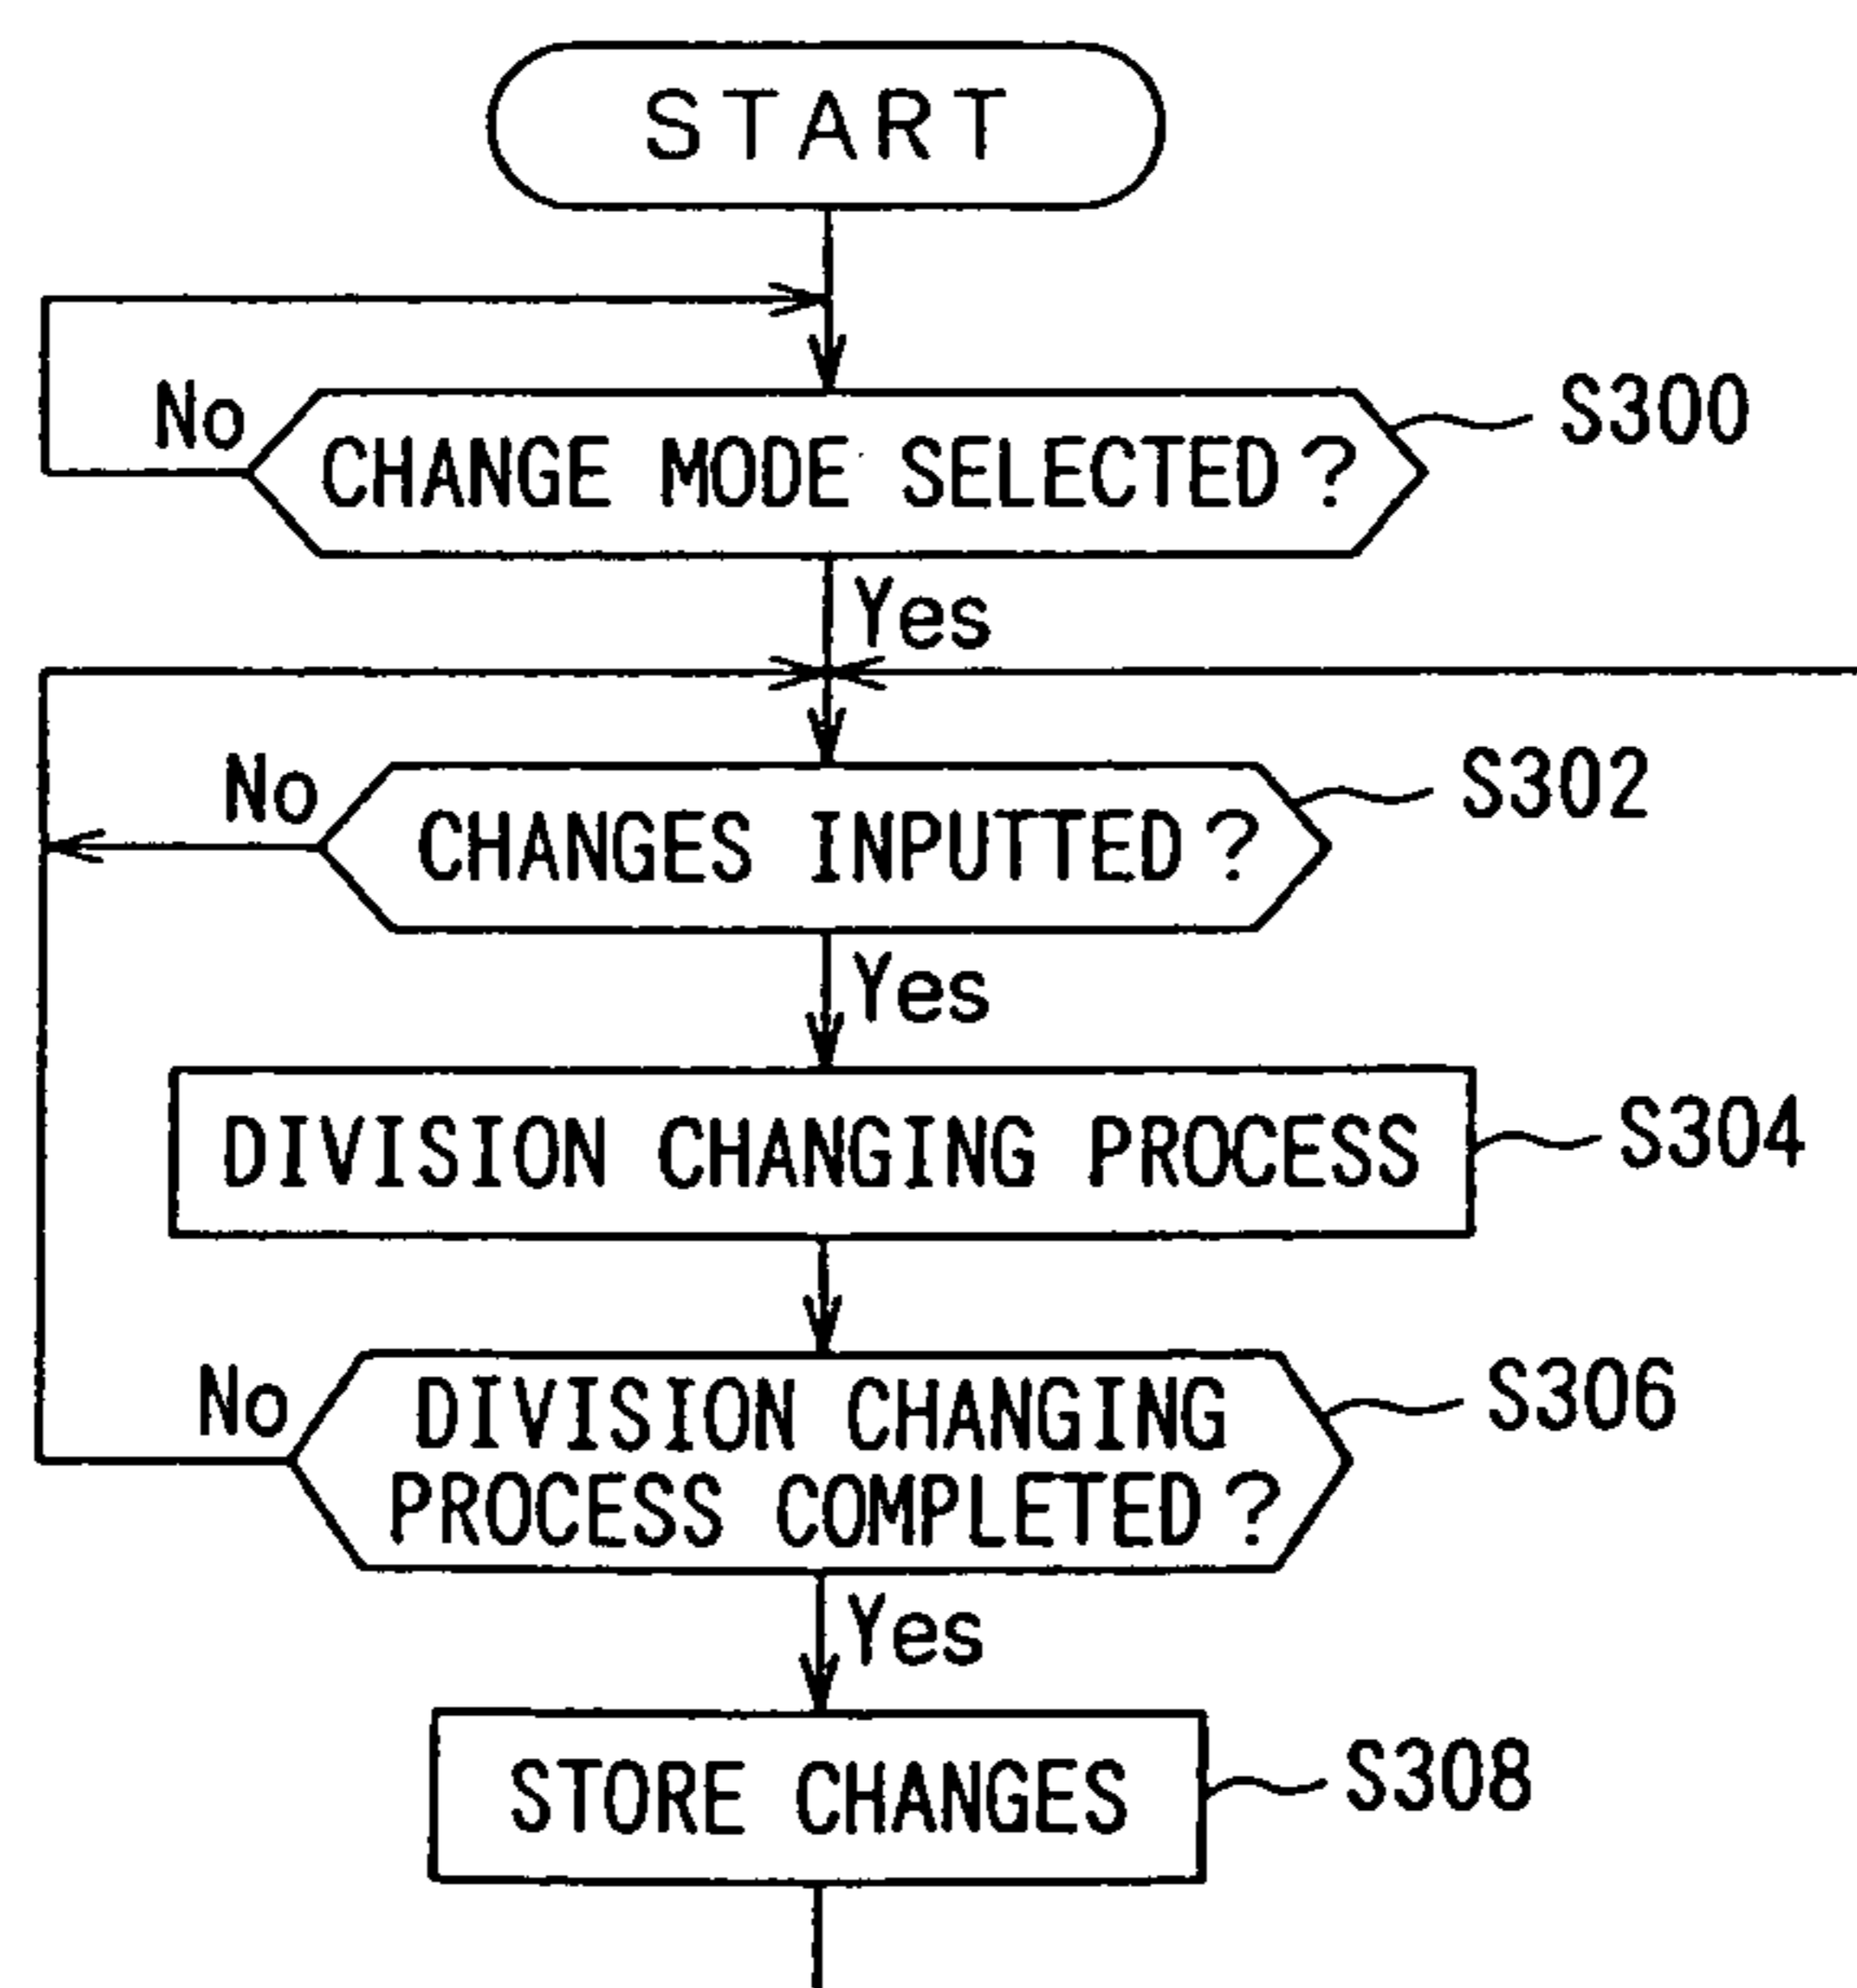 START
No
S300
CHANGE MODE SELECTED?
Yes
No
S302
CHANGES INPUTTED?
Yes
DIVISION CHANGING PROCESS
S304
No
DIVISION CHANGING
PROCESS COMPLETED?
S306
Yes
STORE CHANGES
S308